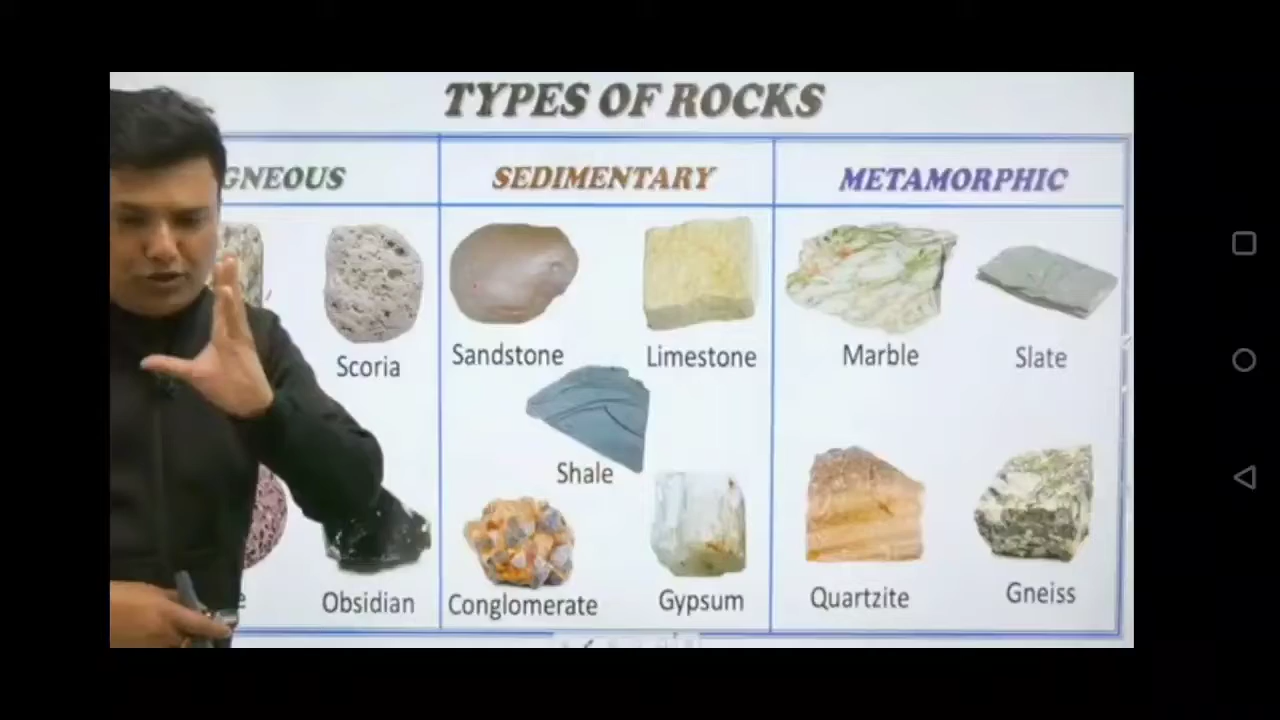 TYPES OF ROCKS
GNEOUS SEDIMENTARY METAMORPHIC
Scoria Sandstone Limestone Marble Slate
Shale
e Obsidian Conglomerate Gypsum Quartzite Gneiss